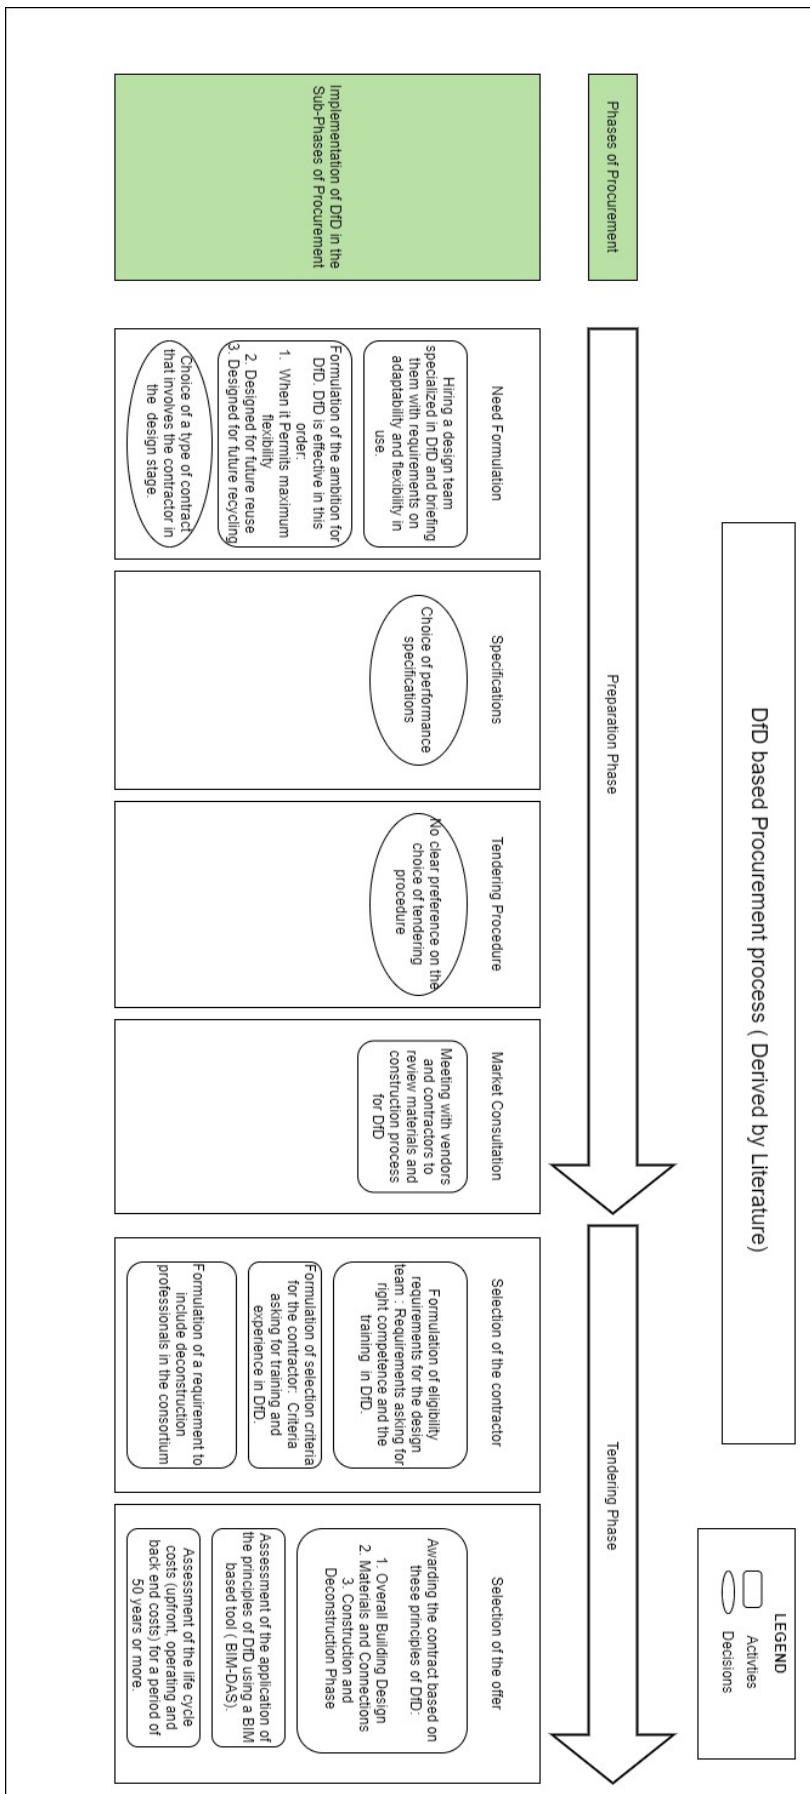 DfD based Procurement process ( Derived by Literature)
LEGEND
Activties
Decisions
Phases of Procurement
Preparation Phase
Tendering Phase
Implementation of DfD in the
Sub-Phases of Procurement
Need Formulation
Hiring a design team
specialized in DfD and briefing
them with requirements on
adaptability and flexibility in
use.
Formulation of the ambition for
DfD. DfD is effective in this
order:
1. When it Permits maximum
flexibility
2. Designed for future reuse
3. Designed for future recycling
Choice of a type of contract
that involves the contractor in
the design stage.
Specifications
Choice of performance
specifications
Tendering Procedure
No clear preference on the
choice of tendering
procedure
Market Consultation
Meeting with vendors
and contractors to
review materials and
construction process
for DfD
Selection of the contractor
Formulation of eligibility
requirements for the design
team : Requirements asking for
right competence and the
training in DfD.
Formulation of selection criteria
for the contractor: Criteria
asking for training and
experience in DfD.
Formulation of a requirement to
include deconstruction
professionals in the consortium
Selection of the offer
Awarding the contract based on
these principles of DfD:
1. Overall Building Design
2. Materials and Connections
3. Construction and
Deconstruction Phase
Assessment of the application of
the principles of DfD using a BIM
based tool ( BIM-DAS).
Assessment of the life cycle
costs (upfront, operating and
back end costs) for a period of
50 years or more.